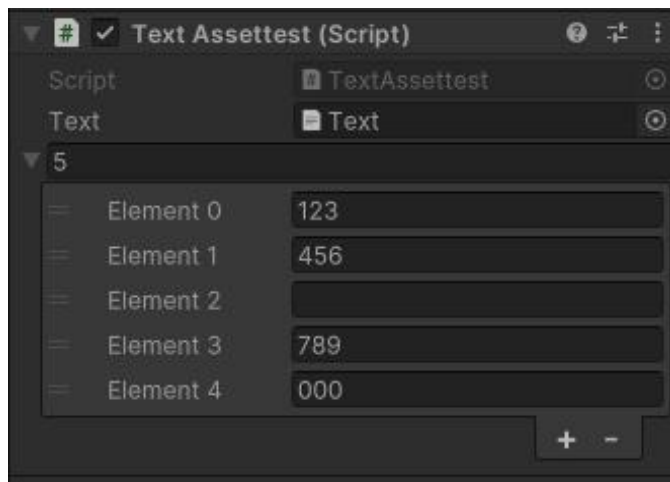 Text Assettest (Script)
Script TextAssettest
Text Text
5
Element 0 123
Element 1 456
Element 2
Element 3 789
Element 4 000
+ -